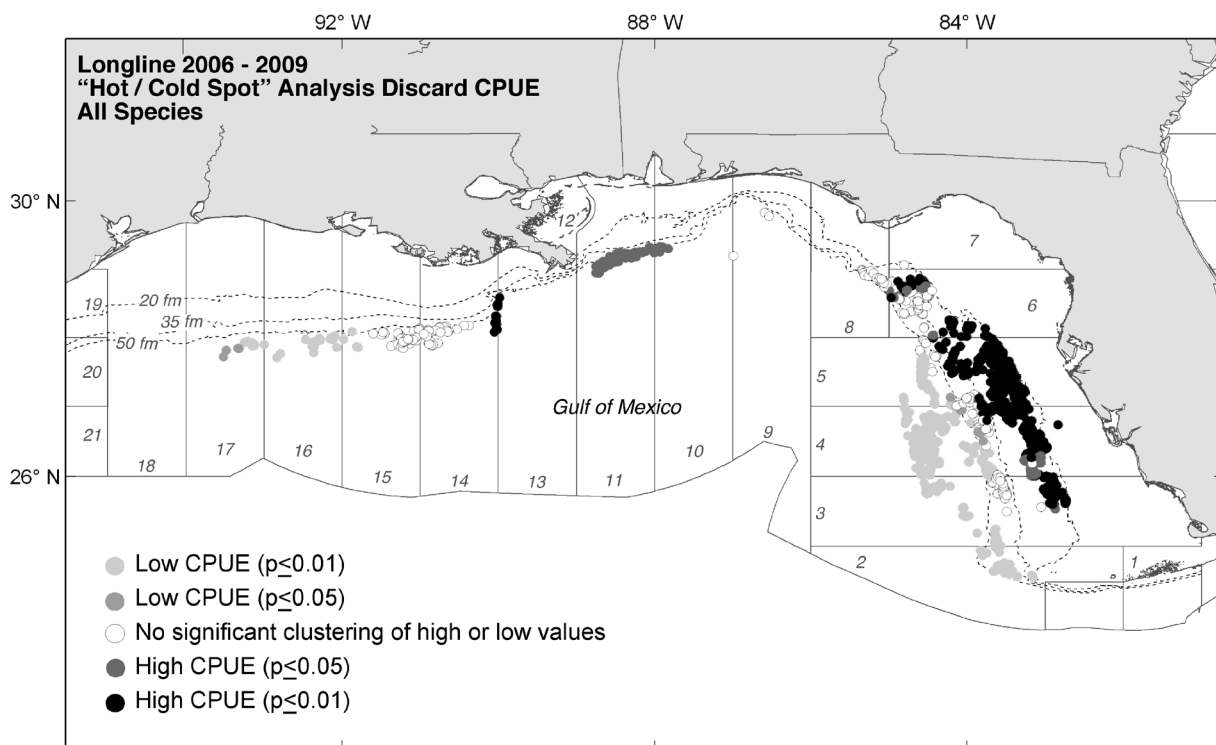 92° W 88° W 84° W
Longline 2006 - 2009
“Hot / Cold Spot” Analysis Discard CPUE
All Species
30° N
12
7
19 20 fm
6
35 fm
8
50 fm
20
5
Gulf of Mexico
21
4
9
17 16
10
18
15 14 13 11
26° N
3
2
1
Low CPUE (p≤0.01)
Low CPUE (p≤0.05)
No significant clustering of high or low values
High CPUE (p≤0.05)
High CPUE (p≤0.01)